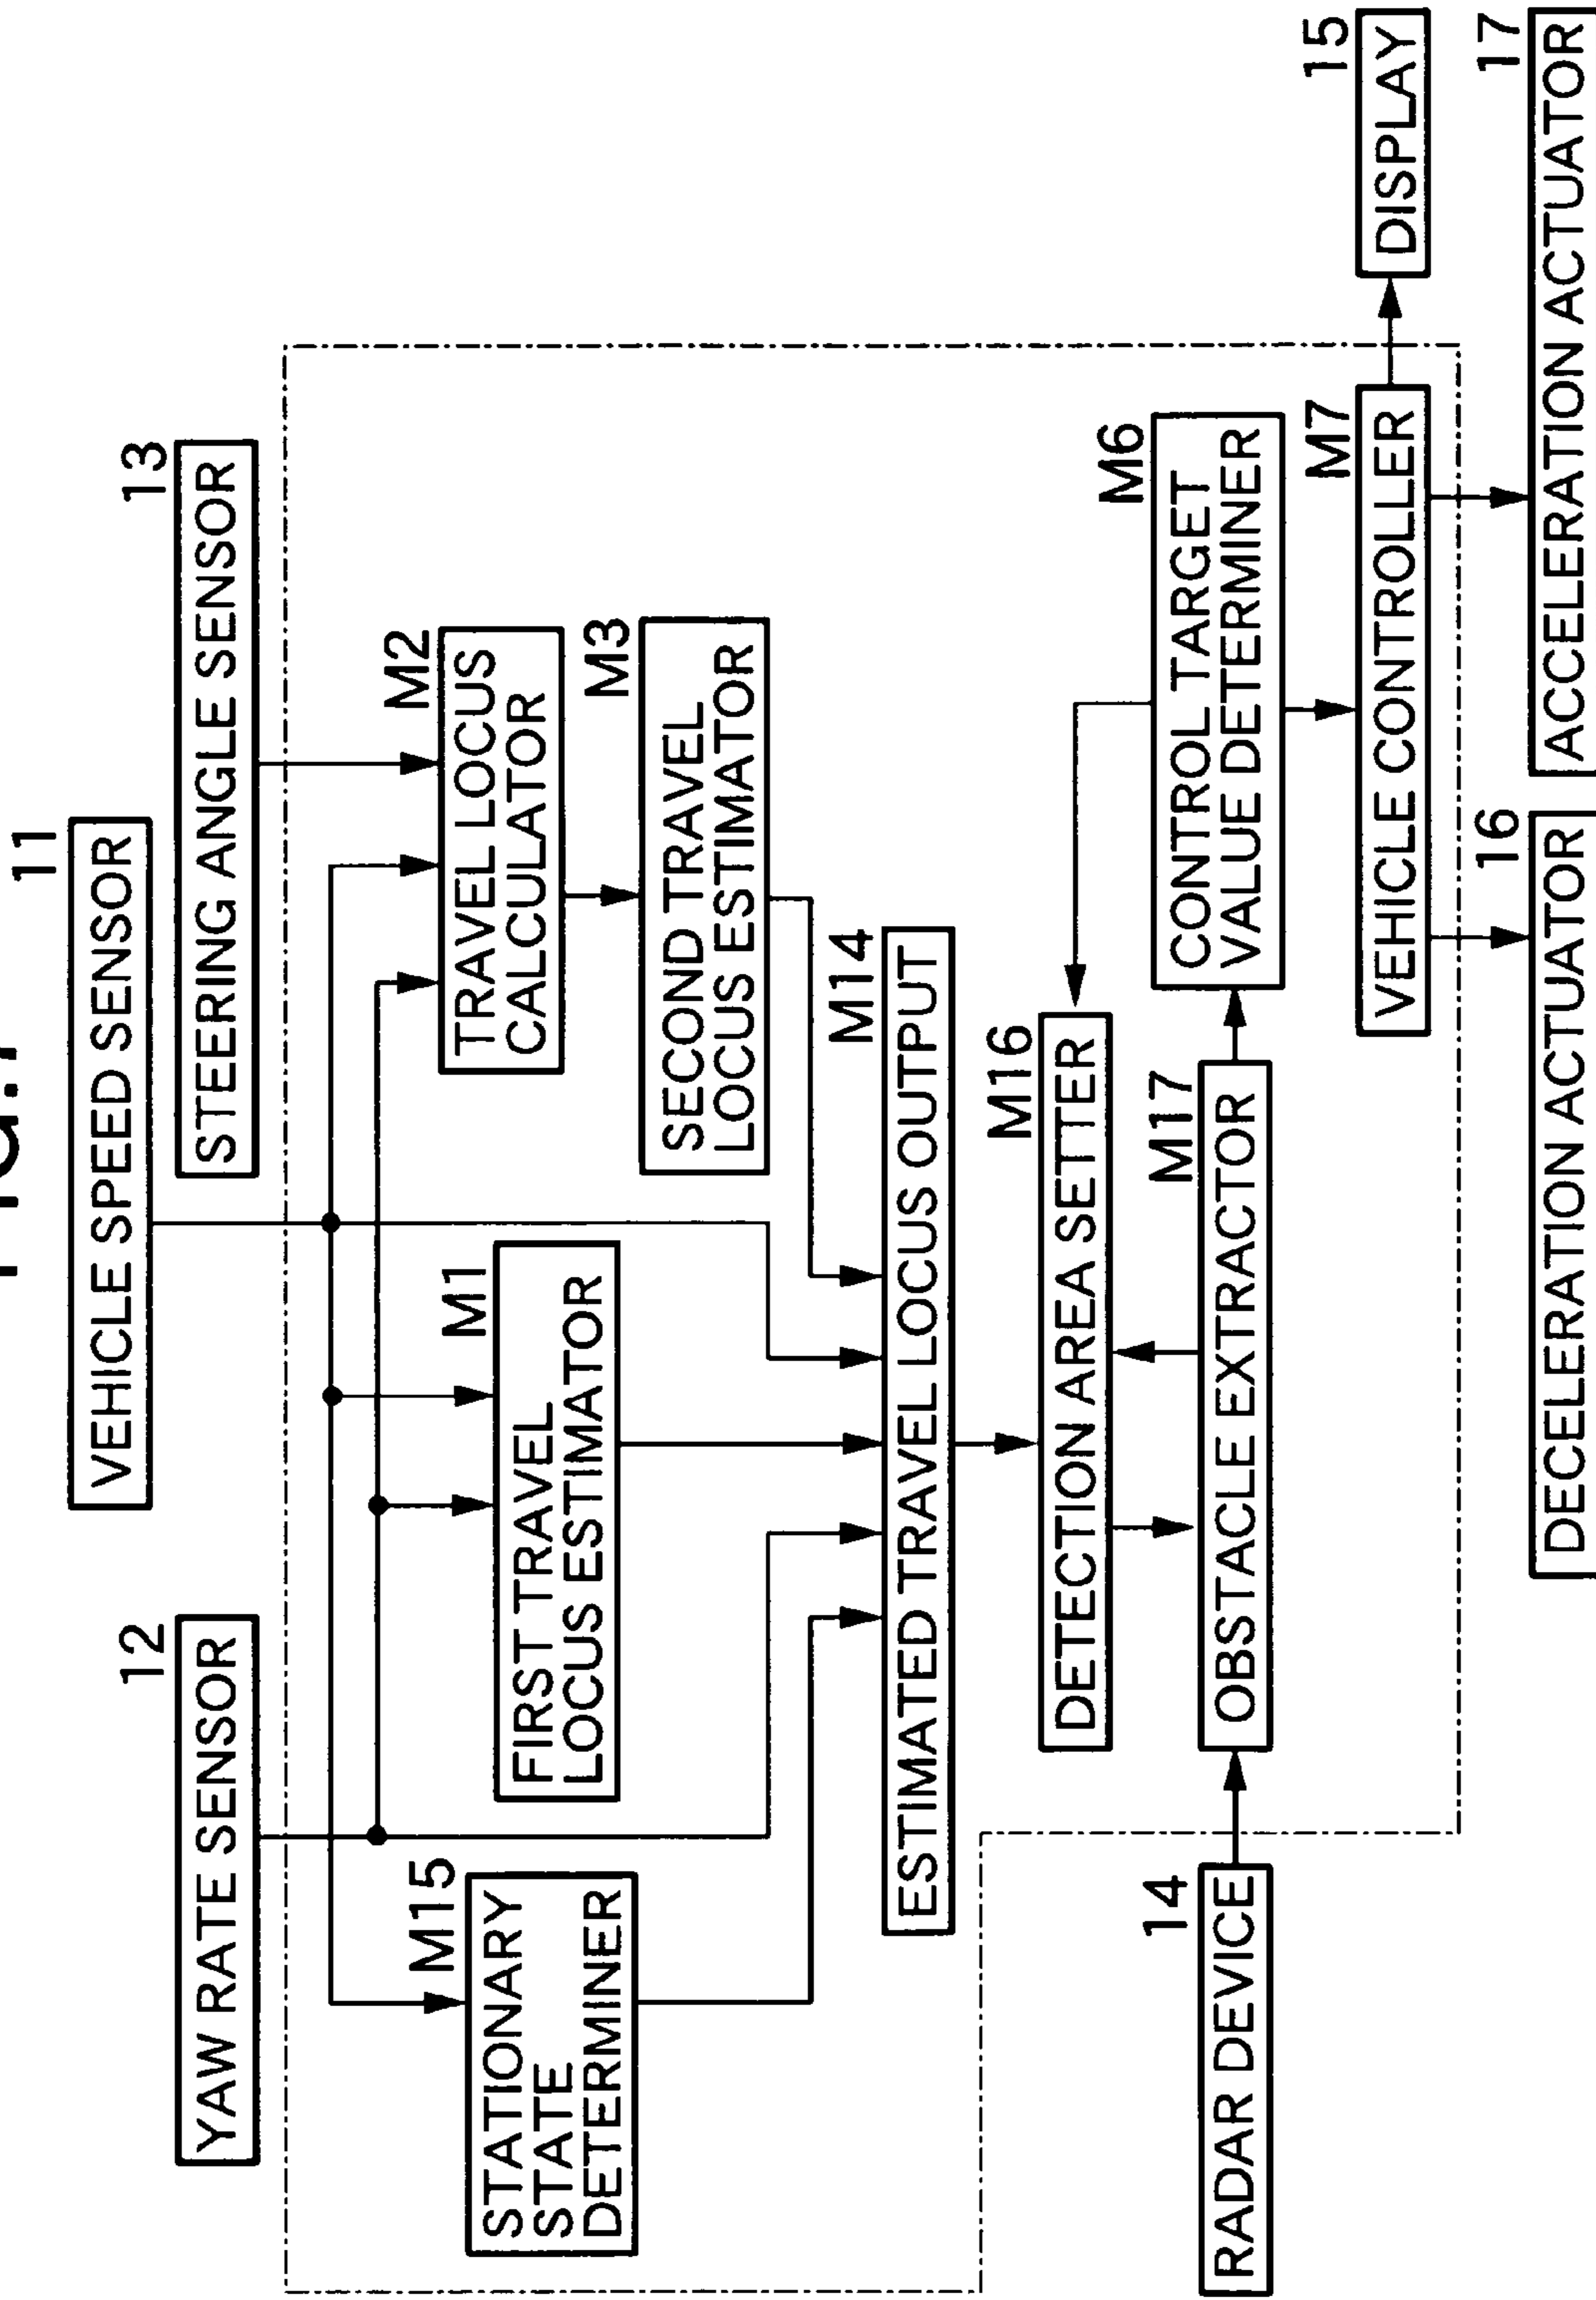 11
VEHICLE SPEED SENSOR
12
YAW RATE SENSOR
13
STEERING ANGLE SENSOR
M15
STATIONARY
STATE
DETERMINER
M1
FIRST TRAVEL
LOCUS ESTIMATOR
M2
TRAVEL LOCUS
CALCULATOR
M3
SECOND TRAVEL
LOCUS ESTIMATOR
M14
ESTIMATED TRAVEL LOCUS OUTPUT
M16
DETECTION AREA SETTER
M6
CONTROL TARGET
VALUE DETERMINER
14
RADAR DEVICE
M17
OBSTACLE EXTRACTOR
M7
VEHICLE CONTROLLER
15
DISPLAY
16
DECELERATION ACTUATOR
17
ACCELERATION ACTUATOR